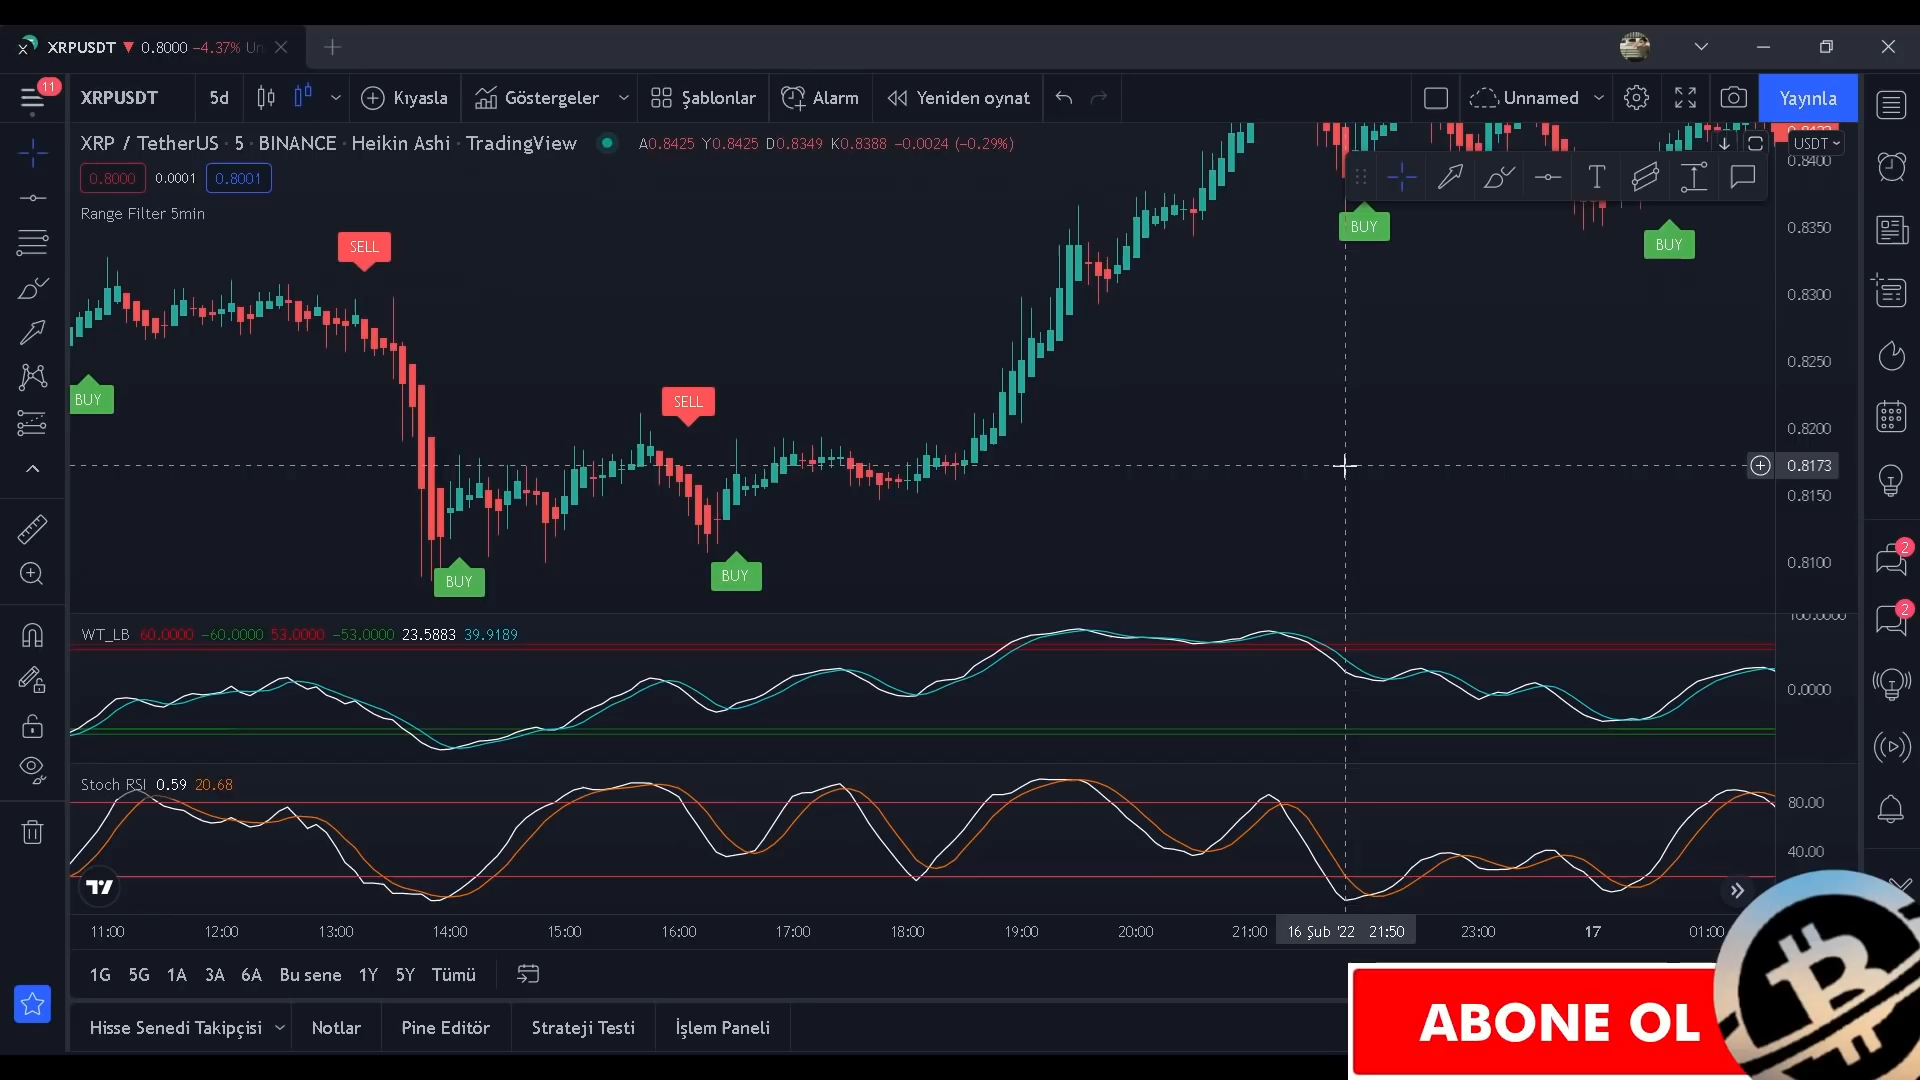 XRPUSDT ▼ 0.8000 −4.37% Un
11
XRPUSDT 5d Kıyasla Göstergeler Şablonlar Alarm Yeniden oynat Unnamed Yayınla
XRP / TetherUS · 5 · BINANCE · Heikin Ashi · TradingView A0.8425 Y0.8425 D0.8349 K0.8388 −0.0024 (−0.29%)
USDT
0.8000 0.0001 0.8001
Range Filter 5min
0.8400
0.8350
0.8300
0.8250
0.8200
0.8173
0.8150
0.8100
SELL
BUY
BUY
BUY
SELL
BUY
BUY
2
2
WT_LB 60.0000 −60.0000 53.0000 −53.0000 23.5883 39.9189
100.0000
0.0000
Stoch RSI 0.59 20.68
80.00
40.00
11:00 12:00 13:00 14:00 15:00 16:00 17:00 18:00 19:00 20:00 21:00 16 Şub '22 21:50 23:00 17 01:00
1G 5G 1A 3A 6A Bu sene 1Y 5Y Tümü
Hisse Senedi Takipçisi Notlar Pine Editör Strateji Testi İşlem Paneli
ABONE OL